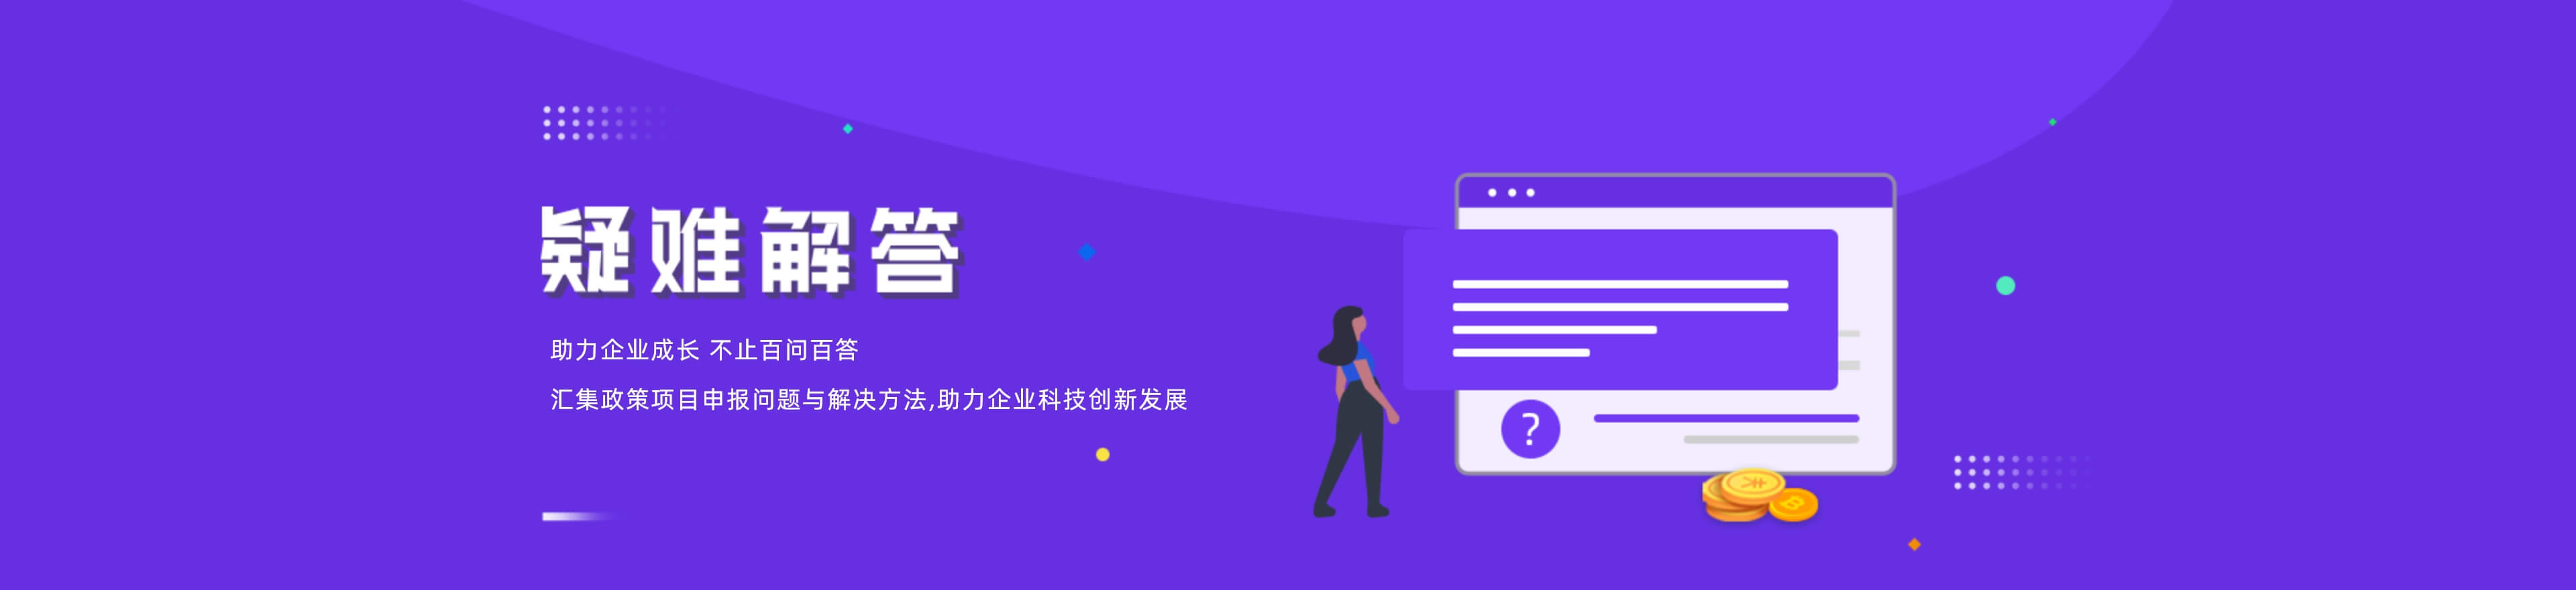 疑难解答
助力企业成长 不止百问百答
汇集政策项目申报问题与解决方法,助力企业科技创新发展
?